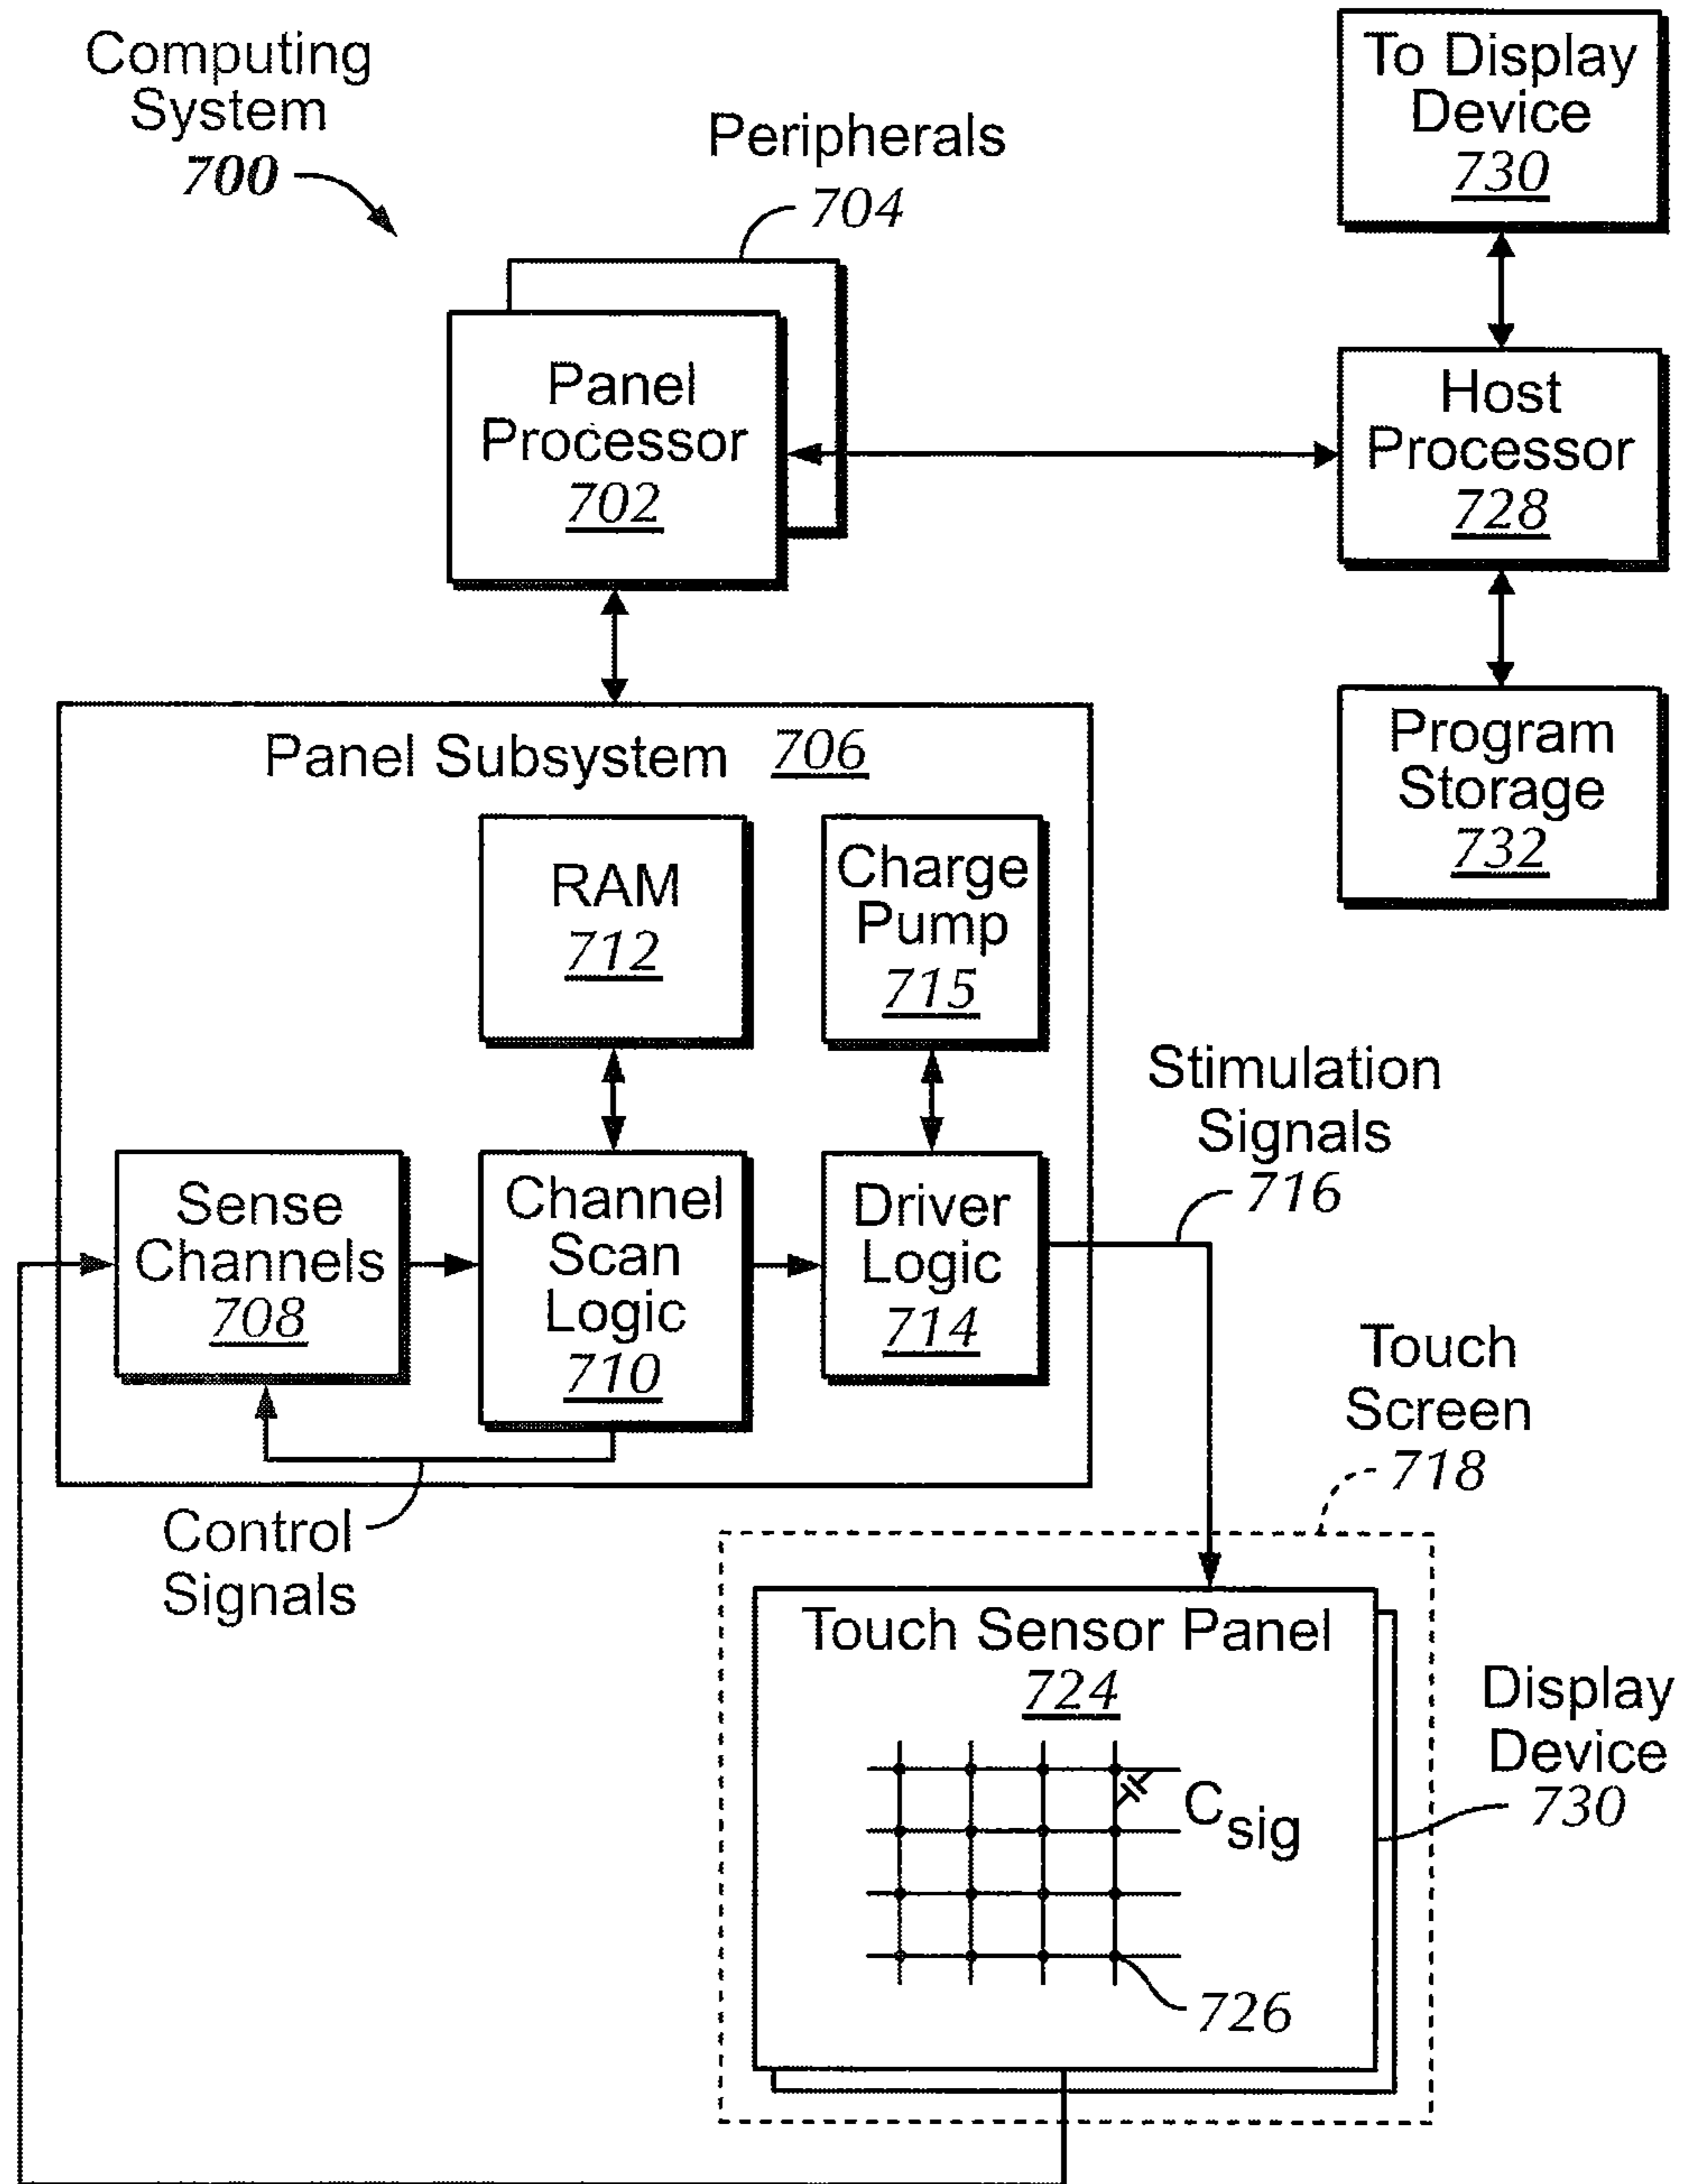 Computing
System
700
Peripherals
704
To Display
Device
730
Panel
Processor
702
Host
Processor
728
Program
Storage
732
Panel Subsystem 706
RAM
712
Charge
Pump
715
Sense
Channels
708
Channel
Scan
Logic
710
Driver
Logic
714
Stimulation
Signals
716
Control
Signals
Touch
Screen
718
Touch Sensor Panel
724
Csig
726
Display
Device
730